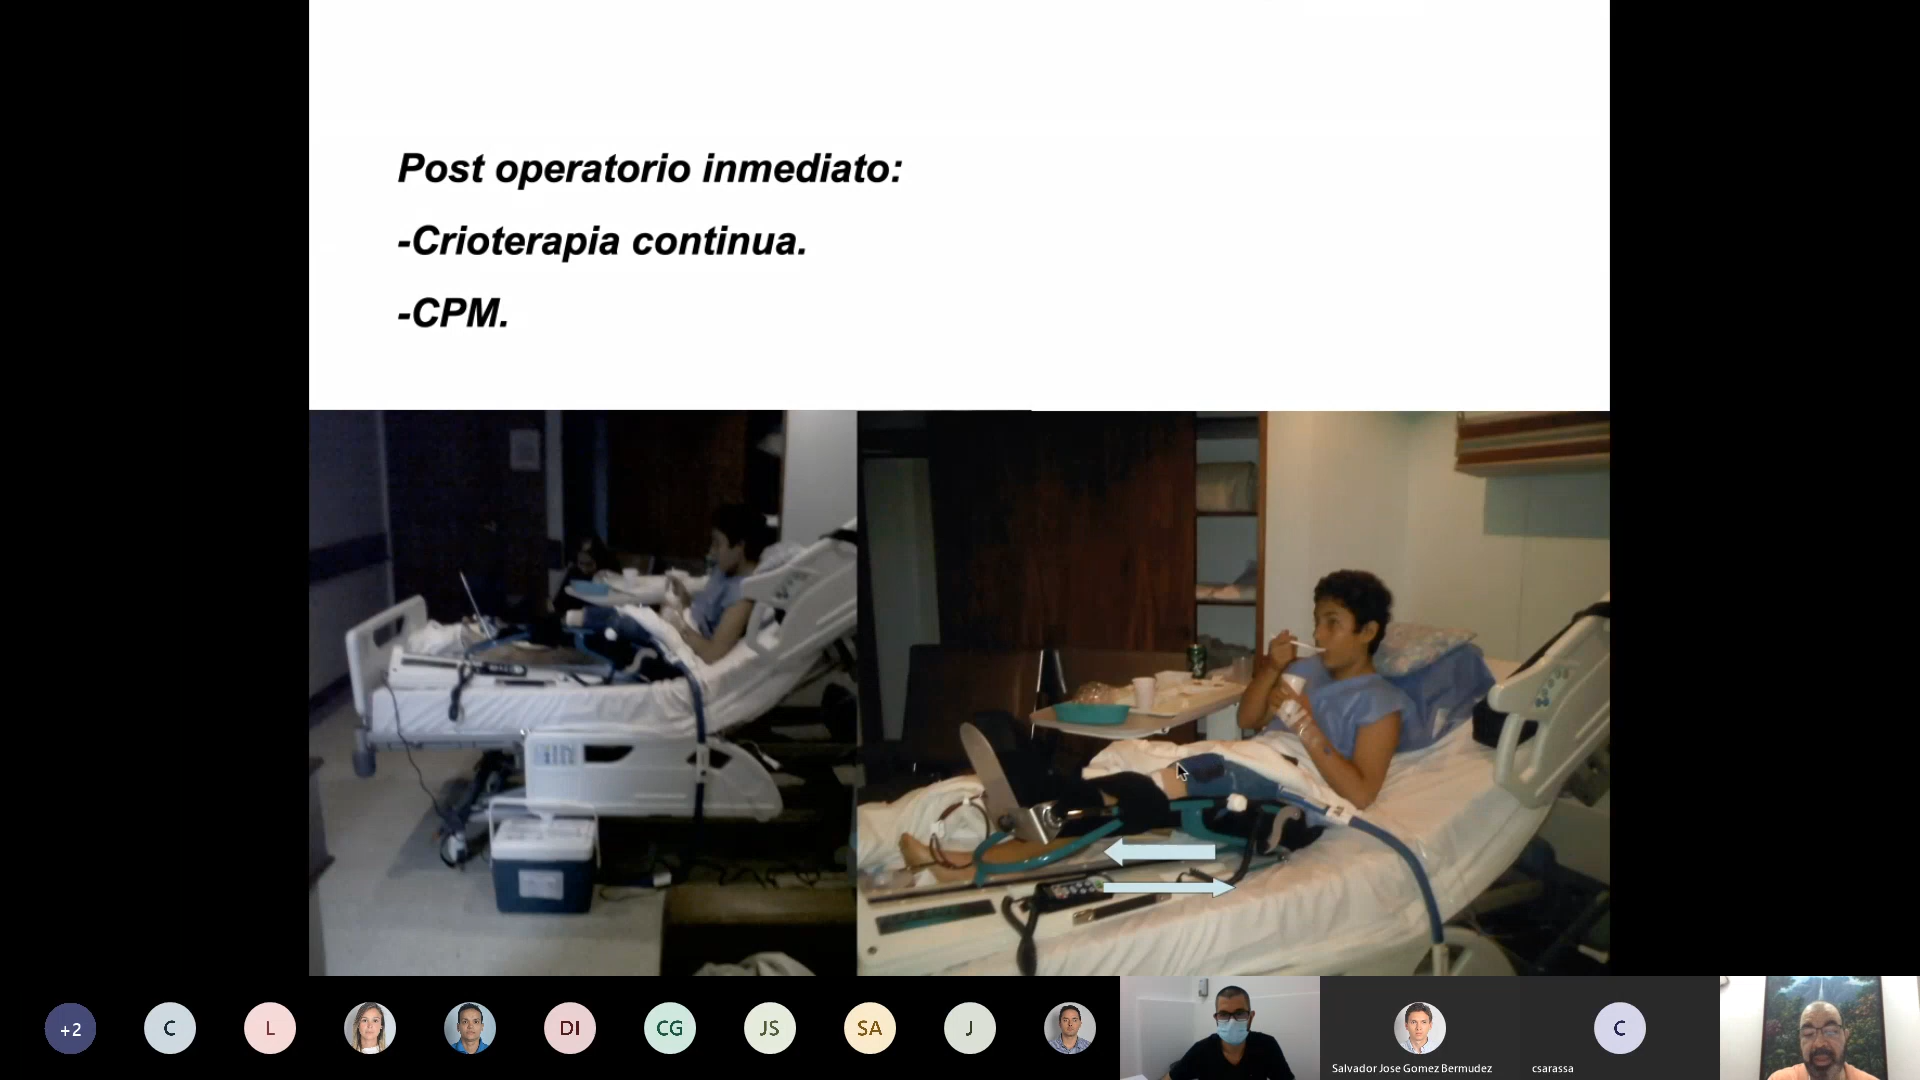 Post operatorio inmediato:
-Crioterapia continua.
-CPM.
+2
C
L
DI
CG
JS
SA
J
Salvador Jose Gomez Bermudez
C
csarassa